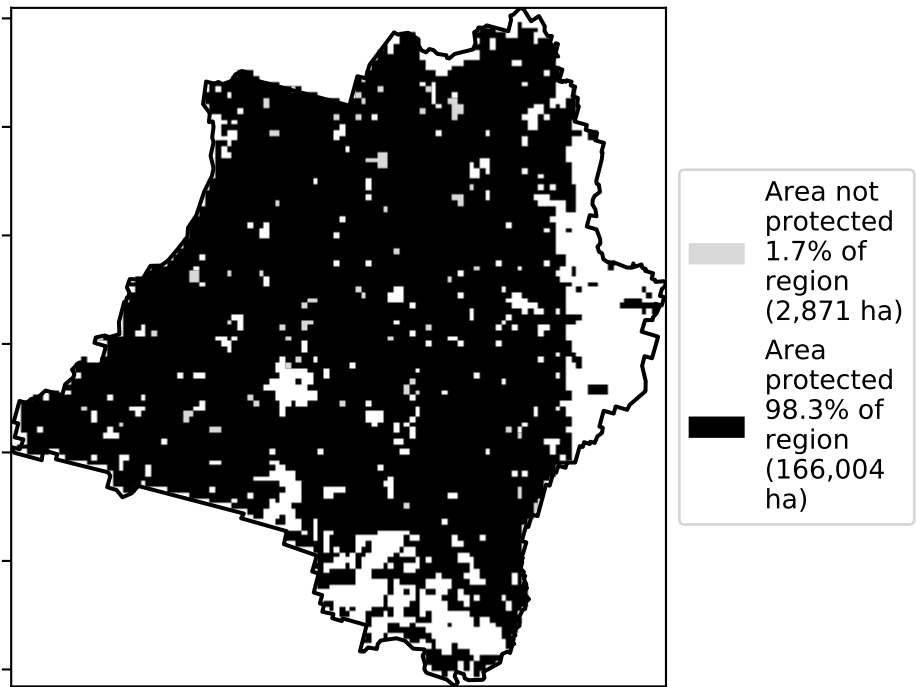 Area not
protected
1.7% of
region
(2,871 ha)
Area
protected
98.3% of
region
(166,004
ha)